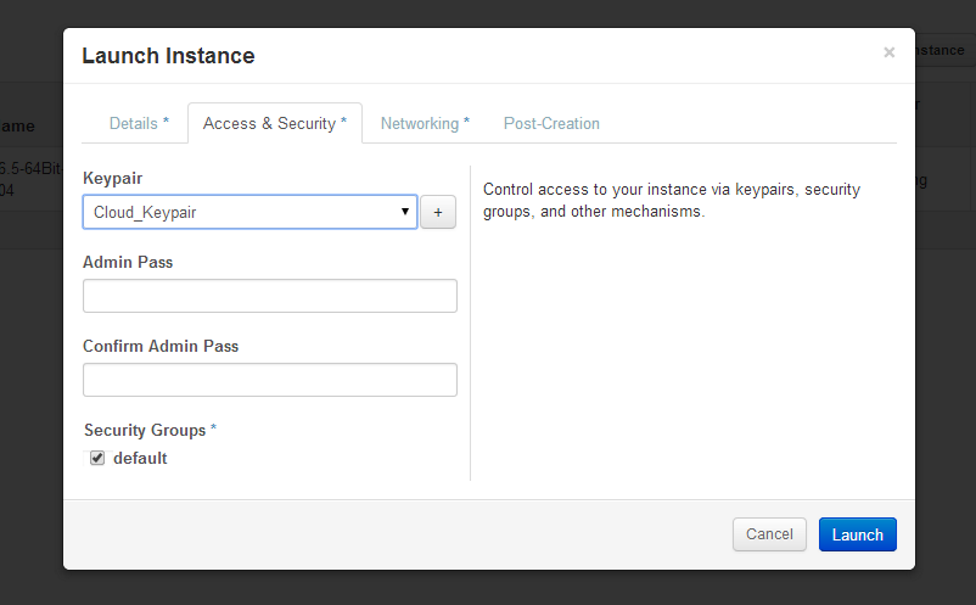 Launch Instance
×
nstance
Details * Access & Security * Networking * Post-Creation
ame
6.5-64Bit-
04
Keypair
Cloud_Keypair
+
Control access to your instance via keypairs, security
groups, and other mechanisms.
Admin Pass
Confirm Admin Pass
Security Groups *
default
Cancel
Launch